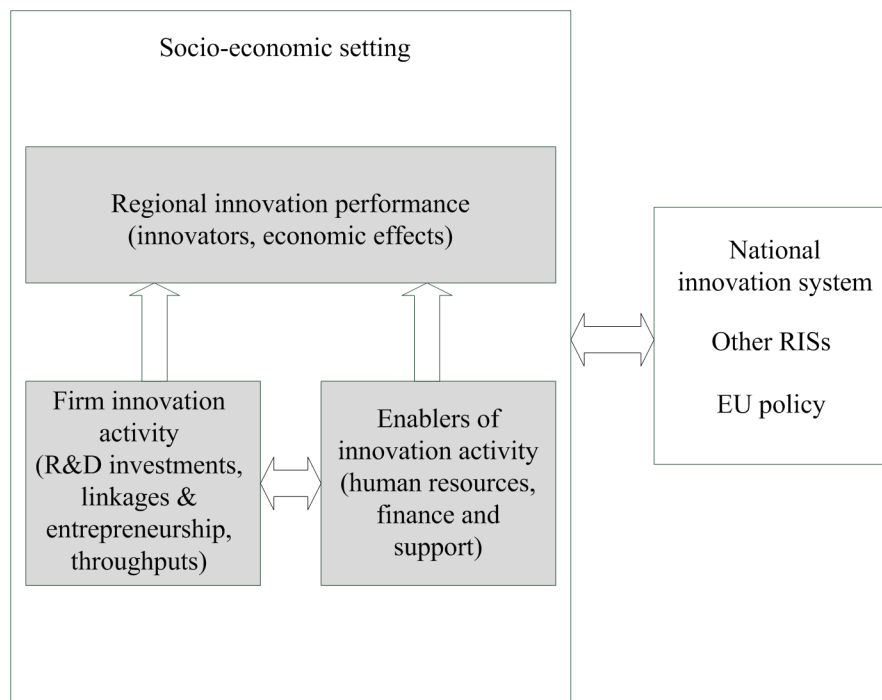 Socio-economic setting
Regional innovation performance
(innovators, economic effects)
National
innovation system
Other RISs
EU policy
Firm innovation
activity
(R&D investments,
linkages &
entrepreneurship,
throughputs)
Enablers of
innovation activity
(human resources,
finance and
support)